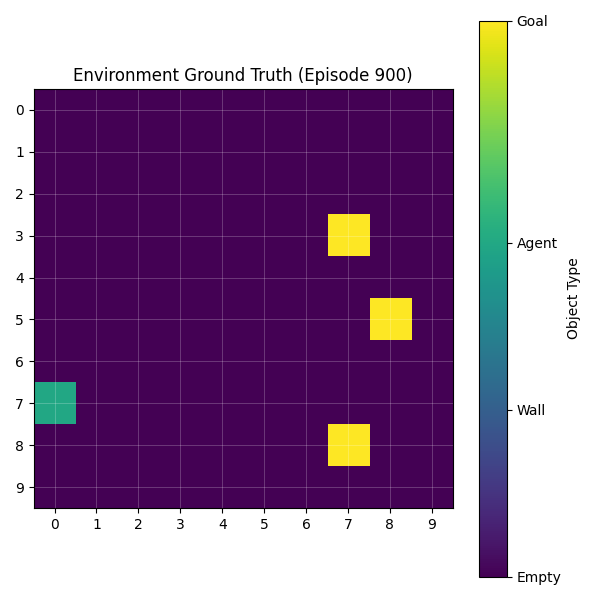 Environment Ground Truth (Episode 900)
0
1
2
3
4
5
6
7
8
9
0 1 2 3 4 5 6 7 8 9
Goal
Agent
Wall
Empty
Object Type